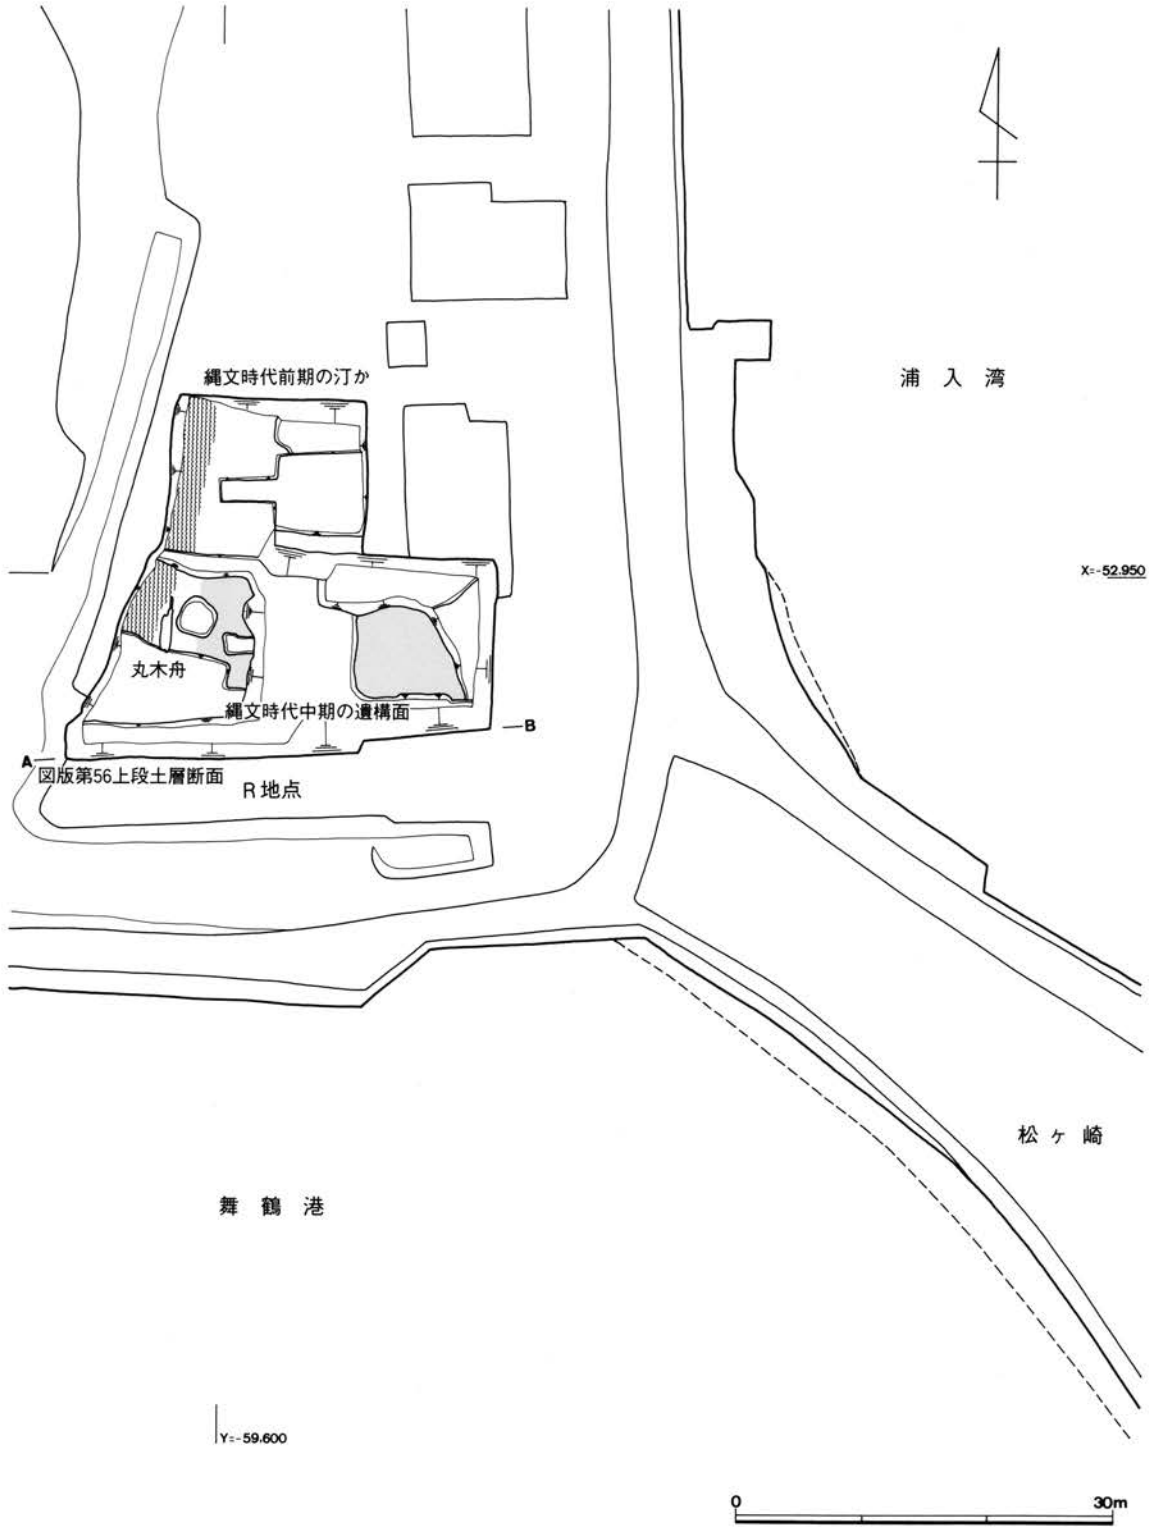 縄文時代前期の汀か
浦入湾
X=-52.950
丸木舟
縄文時代中期の遺構面
B
A
図版第56上段土層断面
R地点
松ヶ崎
舞鶴港
Y=-59.600
0 30m